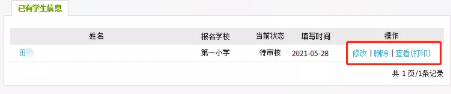 已有学生信息
姓名 报名学校 当前状态 填写时间 操作
田 第一小学 待审核 2021-05-28 修改 | 删除 | 查看(打印)
共 1 页/1条记录